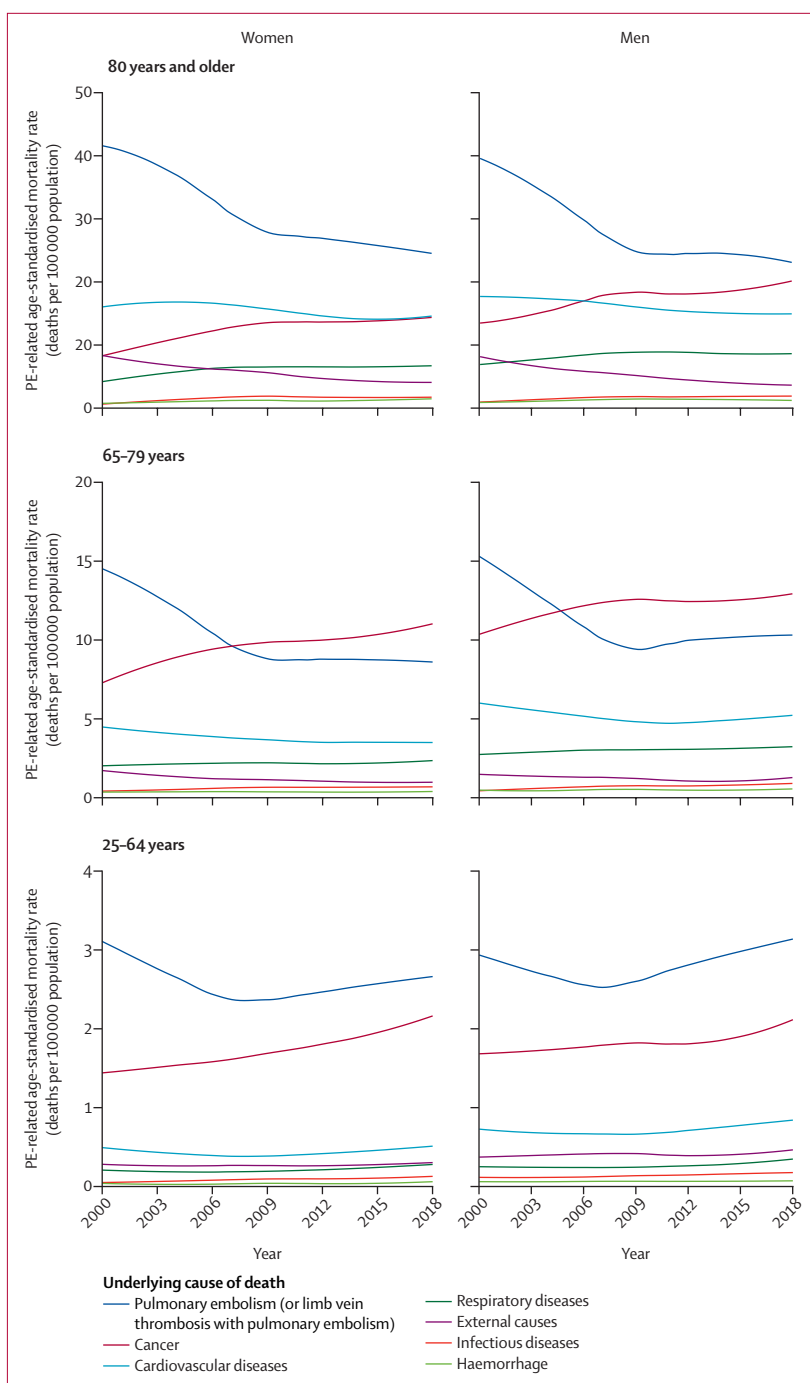 Women
Men
80 years and older
PE-related age-standardised mortality rate
(deaths per 100 000 population)
50
40
30
20
20
0
65–79 years
PE-related age-standardised mortality rate
(deaths per 100 000 population)
20
15
10
5
0
25–64 years
PE-related age-standardised mortality rate
(deaths per 100 000 population)
4
3
2
1
0
2000 2003 2006 2009 2012 2015 2018
2000 2003 2006 2009 2012 2015 2018
Year
Year
Underlying cause of death
Pulmonary embolism (or limb vein
thrombosis with pulmonary embolism)
Cancer
Cardiovascular diseases
Respiratory diseases
External causes
Infectious diseases
Haemorrhage